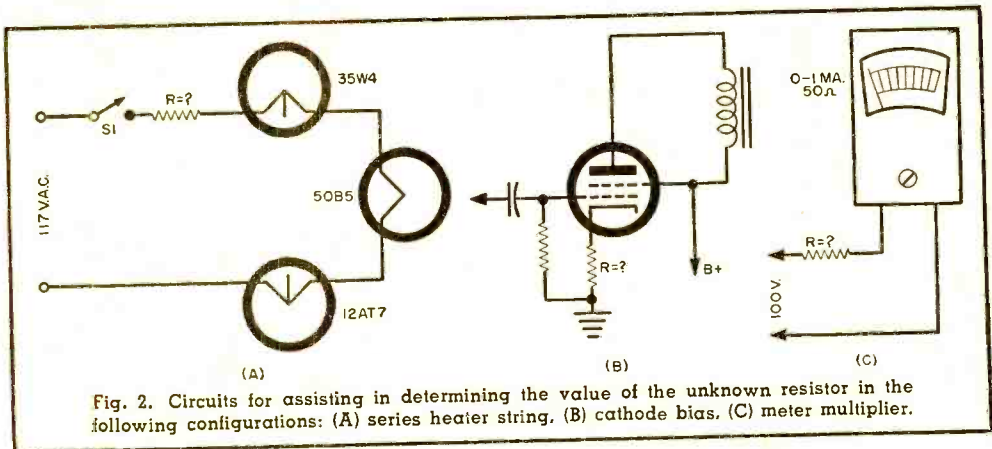 35W4
R=?
S1
117 V.A.C.
50B5
12AT7
(A)
R=?
B+
(B)
0-1 MA.
50Ω
R=?
100V.
(C)
Fig. 2. Circuits for assisting in determining the value of the unknown resistor in the
following configurations: (A) series heater string, (B) cathode bias, (C) meter multiplier.